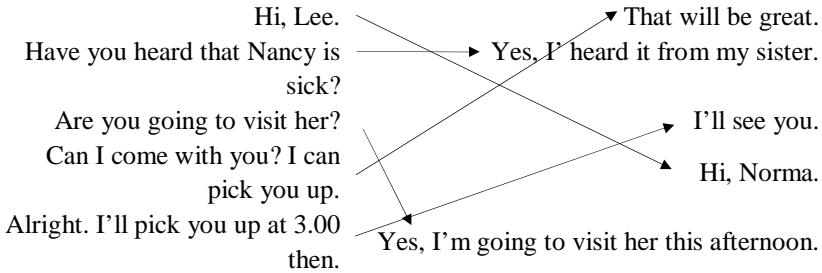 Hi, Lee.
That will be great.
Have you heard that Nancy is
Yes, I' heard it from my sister.
sick?
Are you going to visit her?
I'll see you.
Can I come with you? I can
pick you up.
Hi, Norma.
Alright. I'll pick you up at 3.00
then.
Yes, I'm going to visit her this afternoon.